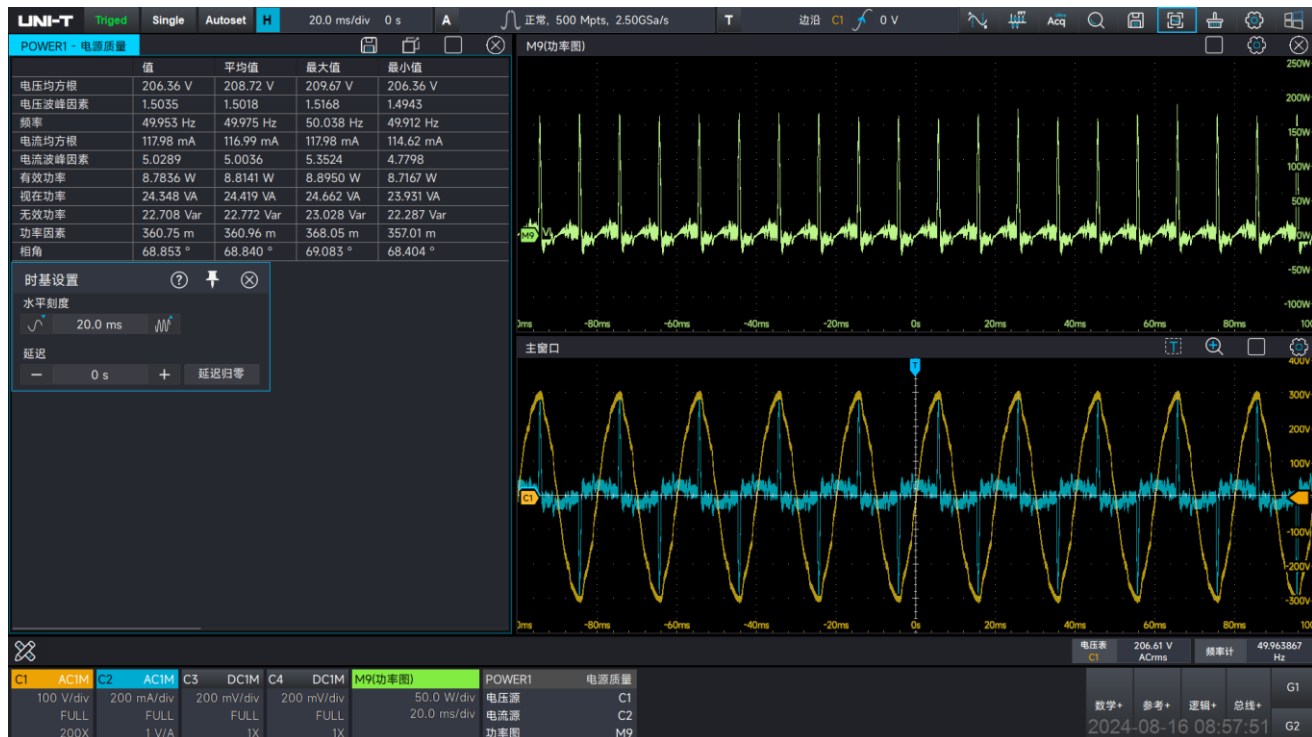 UNI-T Triged Single Autoset H 20.0 ms/div 0 s A 正常, 500 Mpts, 2.50GSa/s T 边沿 C1 0 V Acq
POWER1 - 电源质量
值 平均值 最大值 最小值
电压均方根 206.36 V 208.72 V 209.67 V 206.36 V
电压波峰因素 1.5035 1.5018 1.5168 1.4943
频率 49.953 Hz 49.975 Hz 50.038 Hz 49.912 Hz
电流均方根 117.98 mA 116.99 mA 117.98 mA 114.62 mA
电流波峰因素 5.0289 5.0036 5.3524 4.7798
有效功率 8.7836 W 8.8141 W 8.8950 W 8.7167 W
视在功率 24.348 VA 24.419 VA 24.662 VA 23.931 VA
无效功率 22.708 Var 22.772 Var 23.028 Var 22.287 Var
功率因素 360.75 m 360.96 m 368.05 m 357.01 m
相角 68.853 ° 68.840 ° 69.083 ° 68.404 °
时基设置 ?
水平刻度
20.0 ms
延迟
− 0 s + 延迟归零
M9(功率图)
250W
200W
150W
100W
50W
M9 0W
-50W
-100W
0ms -80ms -60ms -40ms -20ms 0s 20ms 40ms 60ms 80ms 10
主窗口 T
400V
T
300V
200V
100V
C1
-100V
-200V
-300V
0ms -80ms -60ms -40ms -20ms 0s 20ms 40ms 60ms 80ms 10
电压表 206.61 V 频率计 49.963867
C1 ACrms Hz
C1 AC1M C2 AC1M C3 DC1M C4 DC1M M9(功率图) POWER1 电源质量
100 V/div 200 mA/div 200 mV/div 200 mV/div 50.0 W/div 电压源 C1
FULL FULL FULL FULL 20.0 ms/div 电流源 C2
200X 1 V/A 1X 1X 功率图 M9
数学+ 参考+ 逻辑+ 总线+ G1
2024-08-16 08:57:51 G2